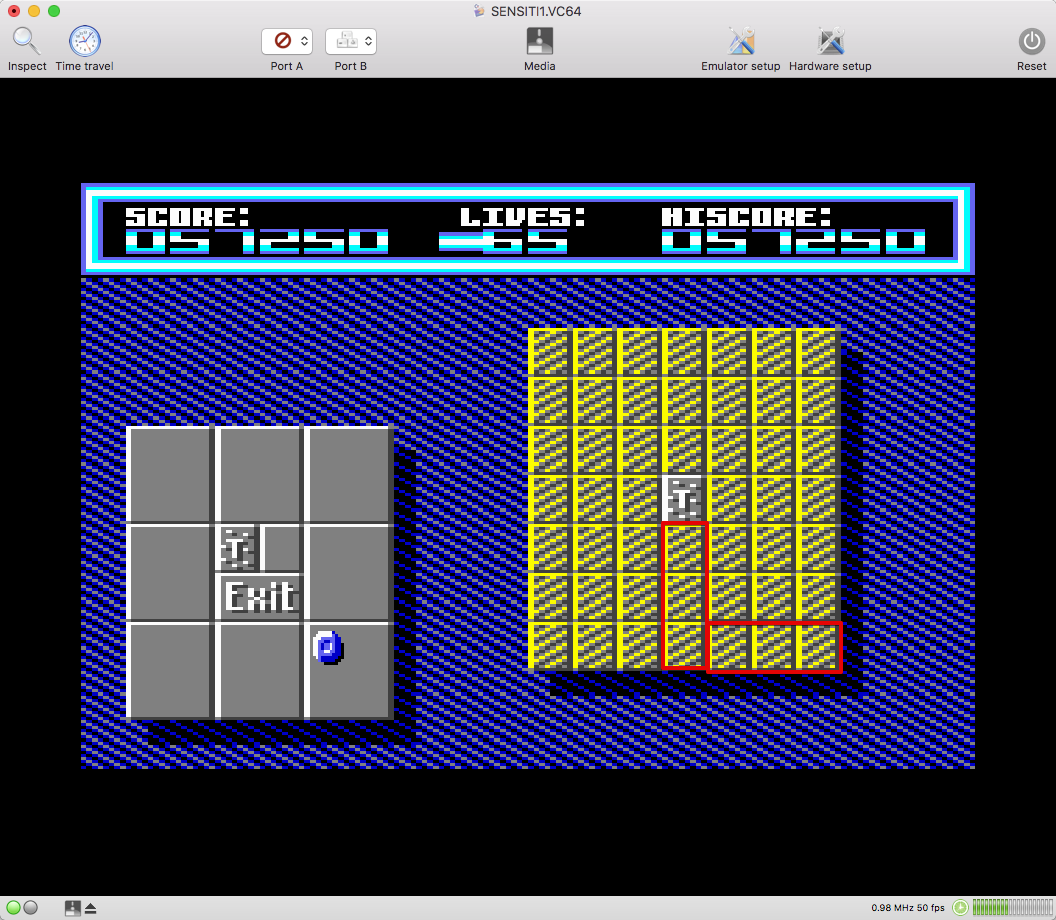 SENSITI1.VC64
Inspect Time travel Port A Port B Media Emulator setup Hardware setup Reset
SCORE: LIVES: HISCORE:
057250 65 057250
T
T
Exit
0.98 MHz 50 fps